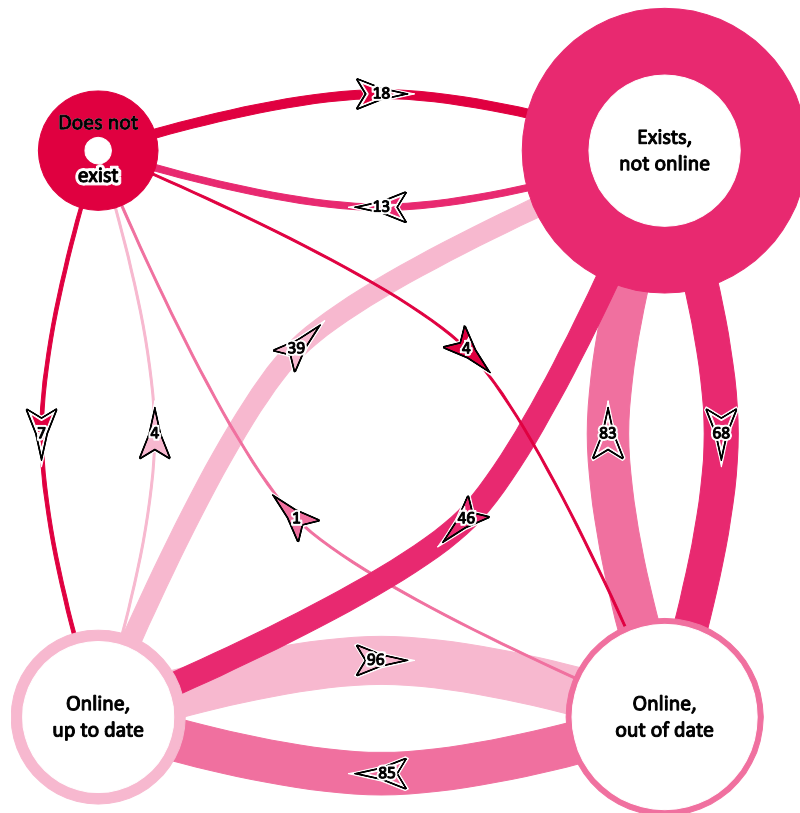 18
Does not
exist
Exists,
not online
13
39
4
7
4
83
68
1
46
96
Online,
up to date
Online,
out of date
85